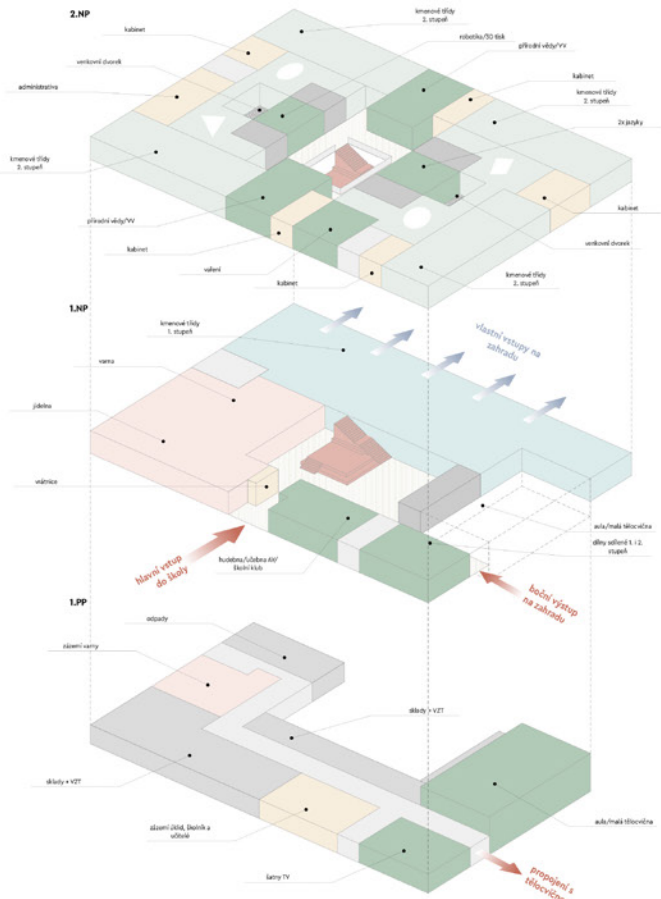 2.NP
kmenové třídy
2. stupeň
kabinet
robotika/3D tisk
venkovní dvorek
přírodní vědy/VV
kabinet
administrativa
kmenové třídy
2. stupeň
2x jazyky
kmenové třídy
2. stupeň
přírodní vědy/VV
kabinet
kabinet
venkovní dvorek
vaření
kabinet
kmenové třídy
2. stupeň
1.NP
kmenové třídy
1. stupeň
vlastní vstupy na
zahradu
varna
jídelna
vrátnice
aula/malá tělocvična
hlavní vstup
do školy
hudebna/učebna AV/
školní klub
dílny sdílené 1. i 2.
stupeň
boční výstup
na zahradu
1.PP
odpady
zázemí varny
sklady + VZT
sklady + VZT
aula/malá tělocvična
zázemí úklid, školník a
učitelé
šatny TV
propojení s
tělocvičnou